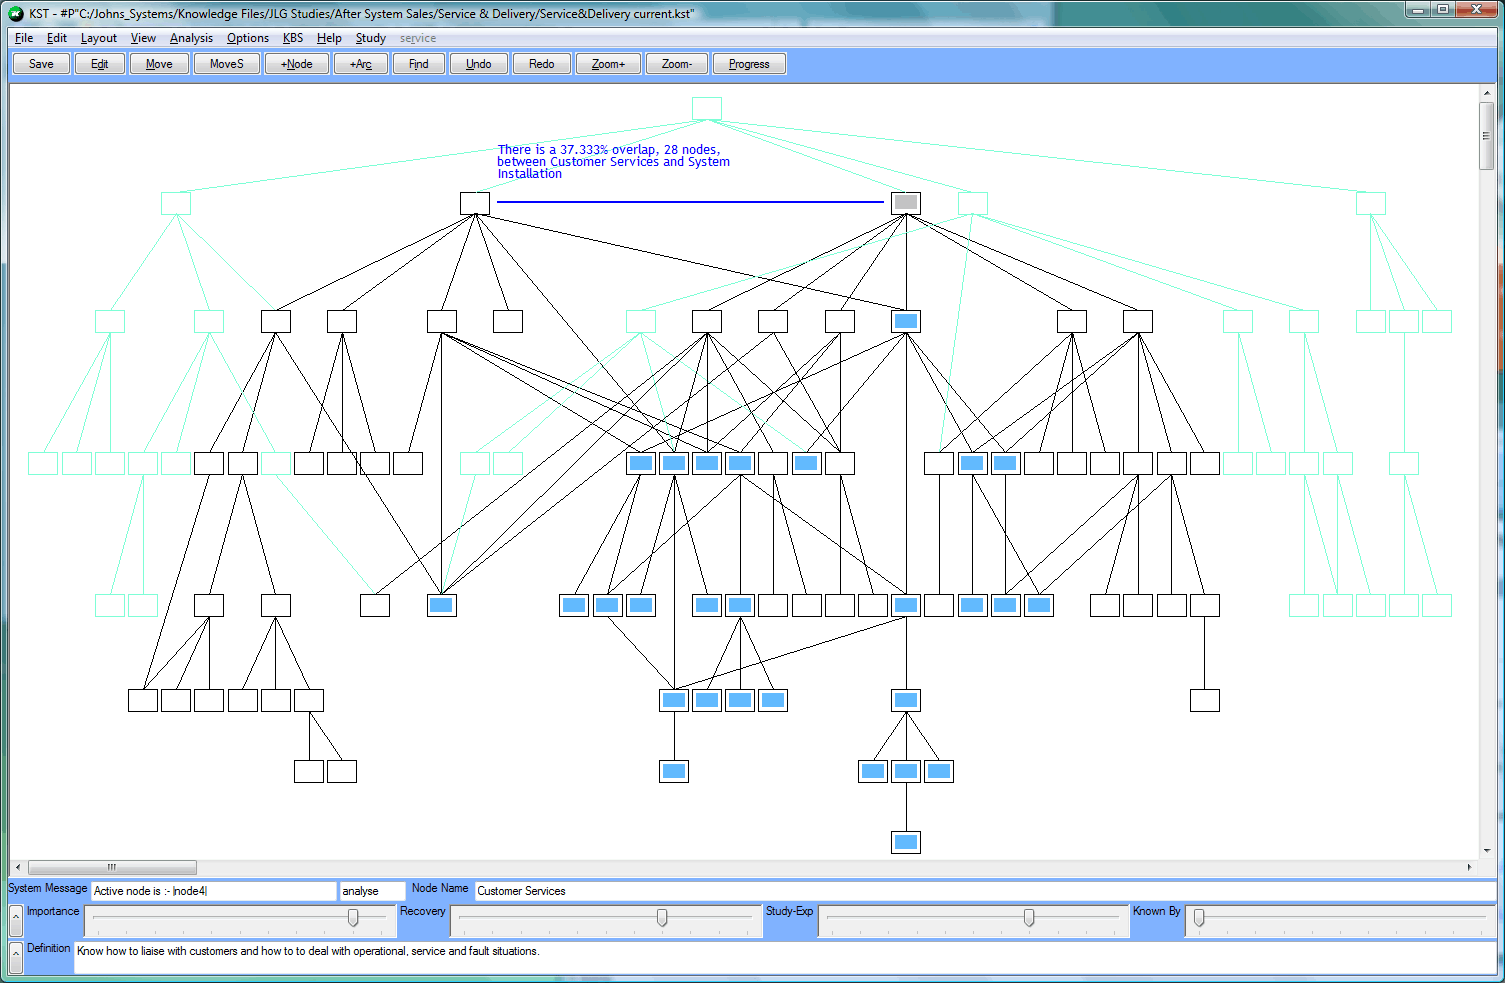 KST - #P"C:/Johns_Systems/Knowledge Files/JLG Studies/After System Sales/Service & Delivery/Service&Delivery current.kst"
File Edit Layout View Analysis Options KBS Help Study service
Save Edit Move MoveS +Node +Arc Find Undo Redo Zoom+ Zoom- Progress
There is a 37.333% overlap, 28 nodes,
between Customer Services and System
Installation
System Message Active node is :- |node4| analyse Node Name Customer Services
Importance Recovery Study-Exp Known By
Definition Know how to liaise with customers and how to to deal with operational, service and fault situations.